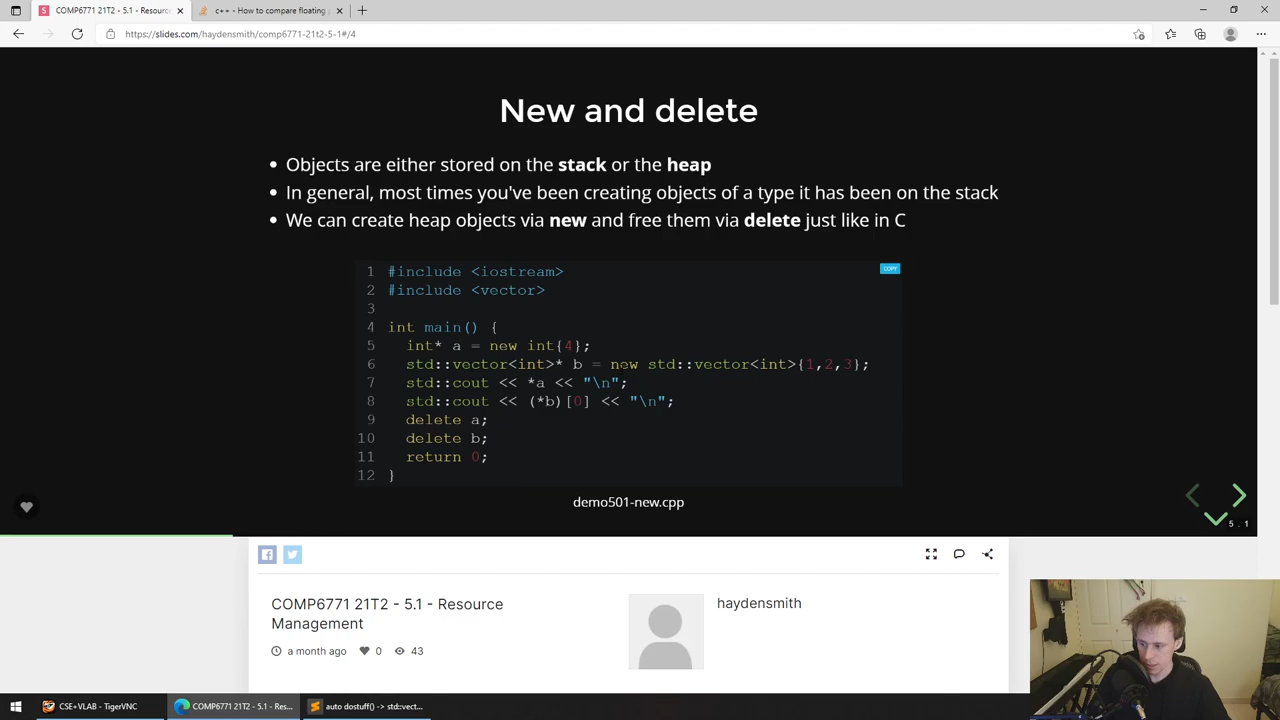 COMP6771 21T2 - 5.1 - Resourc
c++ - How to compare floating
https://slides.com/haydensmith/comp6771-21t2-5-1#/4
New and delete
• Objects are either stored on the stack or the heap
• In general, most times you've been creating objects of a type it has been on the stack
• We can create heap objects via new and free them via delete just like in C
COPY
1 #include <iostream>
2 #include <vector>
3
4 int main() {
5 int* a = new int{4};
6 std::vector<int>* b = new std::vector<int>{1,2,3};
7 std::cout << *a << "\n";
8 std::cout << (*b)[0] << "\n";
9 delete a;
10 delete b;
11 return 0;
12 }
demo501-new.cpp
5.1
COMP6771 21T2 - 5.1 - Resource
Management
haydensmith
a month ago 0 43
CSE+VLAB - TigerVNC
COMP6771 21T2 - 5.1 - Res...
auto dostuff() -> std::vect...